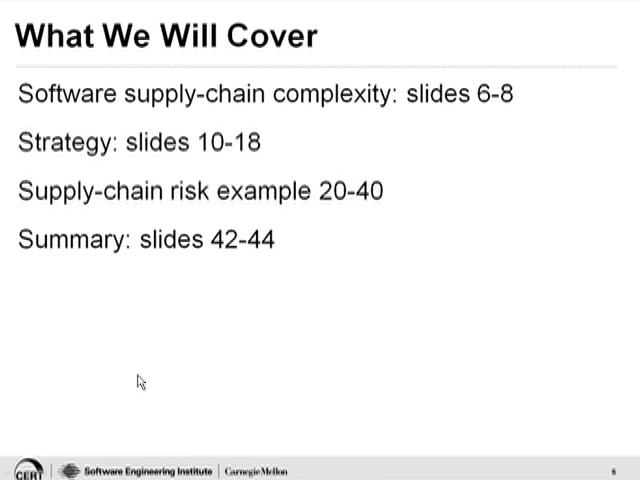 What We Will Cover
Software supply-chain complexity: slides 6-8
Strategy: slides 10-18
Supply-chain risk example 20-40
Summary: slides 42-44
CERT
Software Engineering Institute
Carnegie Mellon
6